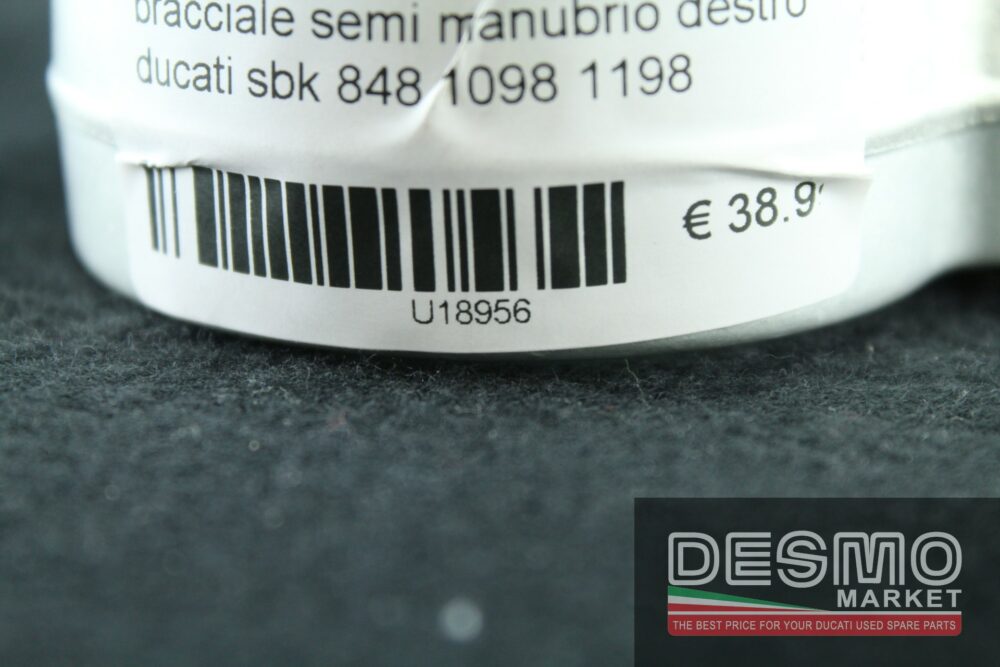 bracciale semi manubrio destro
ducati sbk 848 1098 1198
€ 38.9
U18956
DESMO
MARKET
THE BEST PRICE FOR YOUR DUCATI USED SPARE PARTS